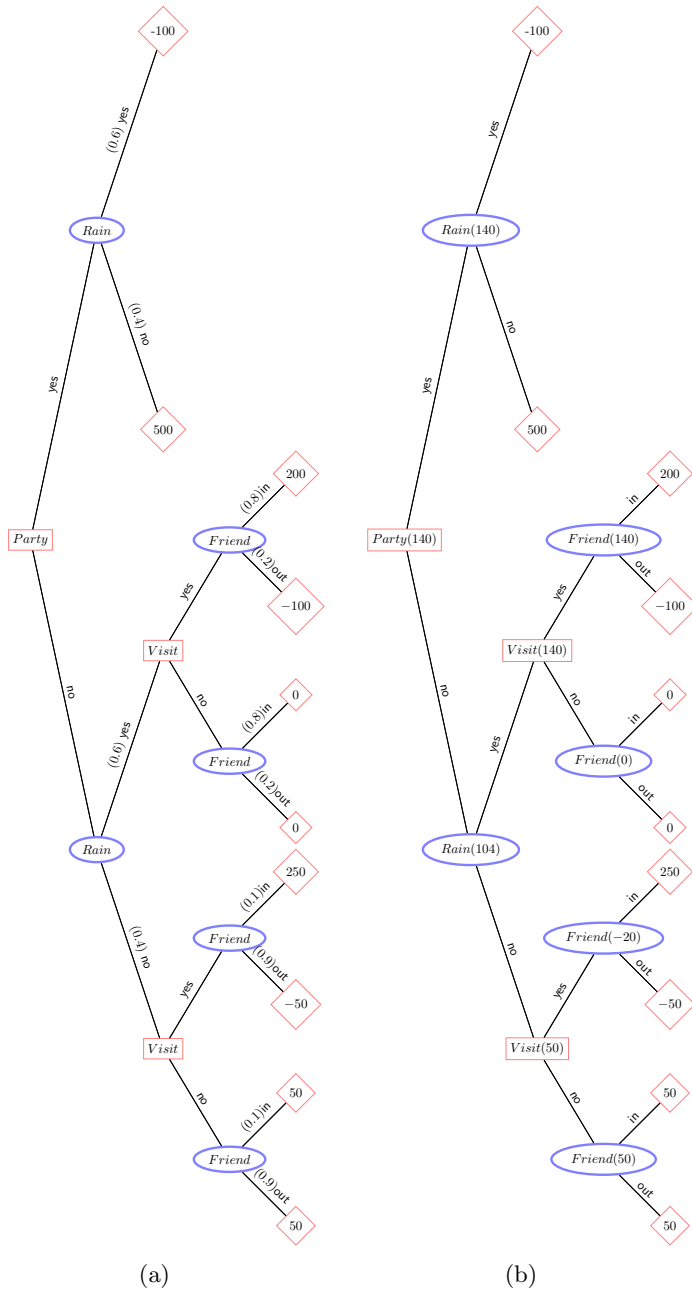 -100
(0.6) yes
Rain
(0.4) no
yes
500
200
(0.8)in
Party
Friend
(0.2)out
yes
−100
Visit
no
no
0
(0.8)in
(0.6) yes
Friend
(0.2)out
0
Rain
250
(0.1)in
(0.4) no
Friend
(0.9)out
yes
−50
Visit
50
no
(0.1)in
Friend
(0.9)out
50
(a)
-100
yes
Rain(140)
no
yes
500
200
in
Party(140)
Friend(140)
out
yes
−100
Visit(140)
no
no
0
in
yes
Friend(0)
out
0
Rain(104)
250
in
no
Friend(−20)
out
yes
−50
Visit(50)
50
no
in
Friend(50)
out
50
(b)